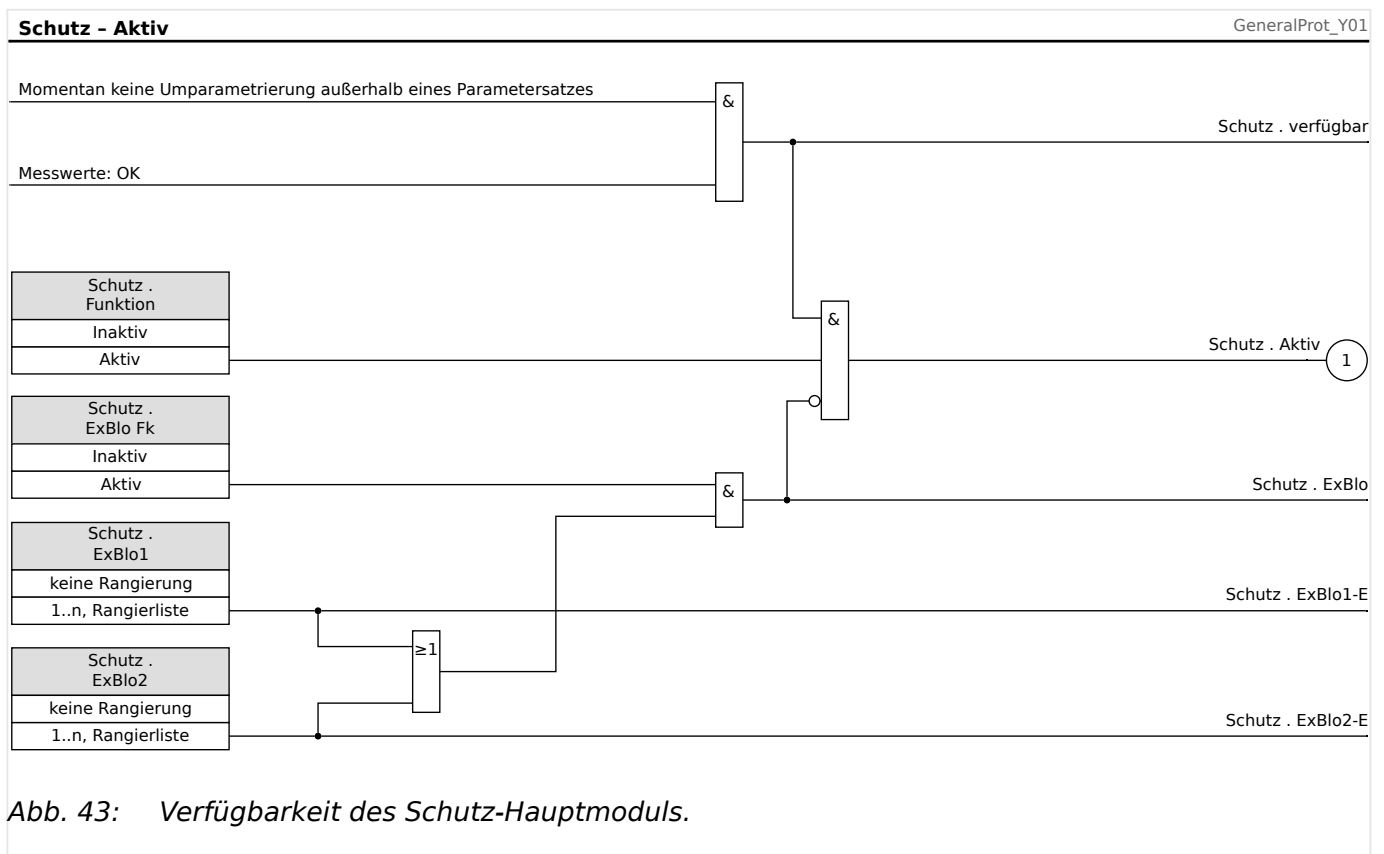 Schutz – Aktiv
GeneralProt_Y01
Momentan keine Umparametrierung außerhalb eines Parametersatzes
&
Schutz . verfügbar
Messwerte: OK
Schutz .
Funktion
Inaktiv
Aktiv
&
Schutz . Aktiv
1
Schutz .
ExBlo Fk
Inaktiv
Aktiv
&
Schutz . ExBlo
Schutz .
ExBlo1
keine Rangierung
1..n, Rangierliste
Schutz . ExBlo1-E
≥1
Schutz .
ExBlo2
keine Rangierung
1..n, Rangierliste
Schutz . ExBlo2-E
Abb. 43: Verfügbarkeit des Schutz-Hauptmoduls.